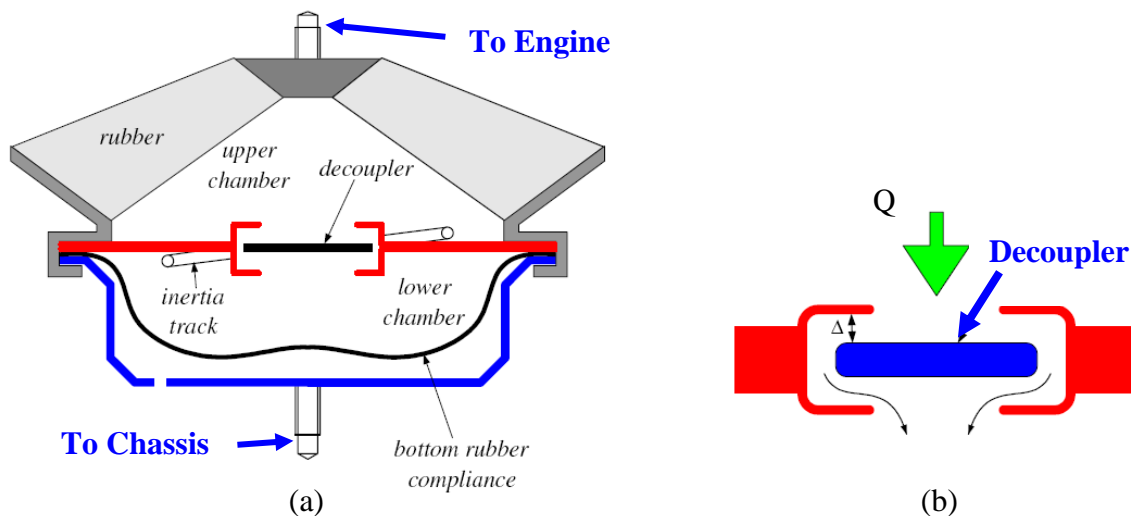 To Engine
rubber
upper
chamber
decoupler
inertia
track
lower
chamber
To Chassis
bottom rubber
compliance
(a)
Q
Decoupler
Δ
(b)